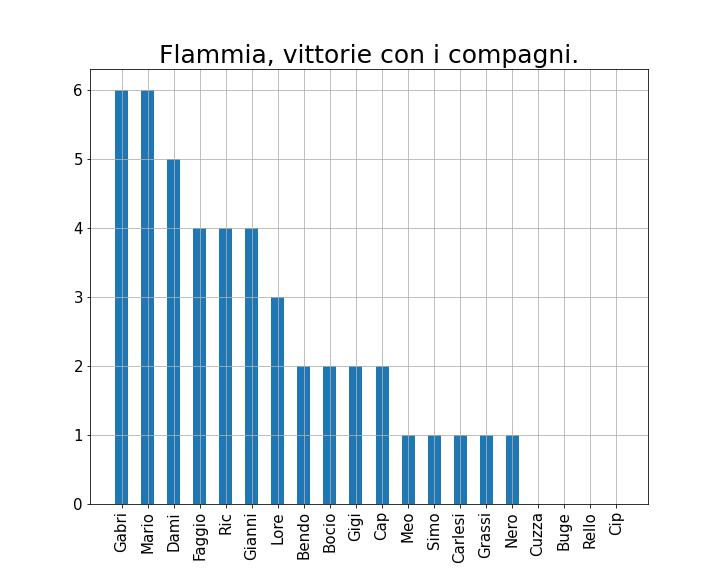 Flammia, vittorie con i compagni.
6
5
4
3
2
1
0
Gabri
Mario
Dami
Faggio
Ric
Gianni
Lore
Bendo
Bocio
Gigi
Cap
Meo
Simo
Carlesi
Grassi
Nero
Cuzza
Buge
Rello
Cip